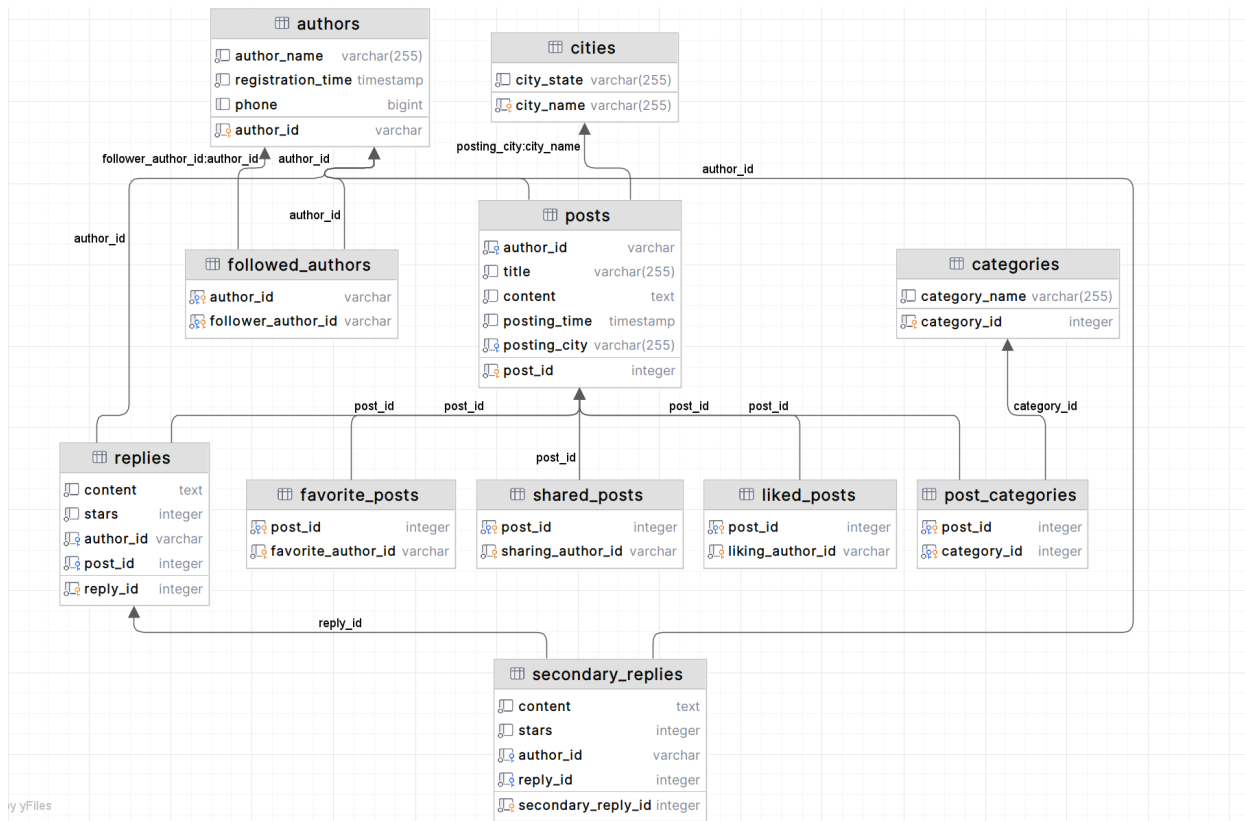 authors
author_name varchar(255)
registration_time timestamp
phone bigint
author_id varchar
cities
city_state varchar(255)
city_name varchar(255)
follower_author_id:author_id
author_id
posting_city:city_name
author_id
author_id
author_id
posts
author_id varchar
title varchar(255)
content text
posting_time timestamp
posting_city varchar(255)
post_id integer
followed_authors
author_id varchar
follower_author_id varchar
categories
category_name varchar(255)
category_id integer
post_id
post_id
post_id
post_id
category_id
post_id
replies
content text
stars integer
author_id varchar
post_id integer
reply_id integer
favorite_posts
post_id integer
favorite_author_id varchar
shared_posts
post_id integer
sharing_author_id varchar
liked_posts
post_id integer
liking_author_id varchar
post_categories
post_id integer
category_id integer
reply_id
secondary_replies
content text
stars integer
author_id varchar
reply_id integer
secondary_reply_id integer
by yFiles